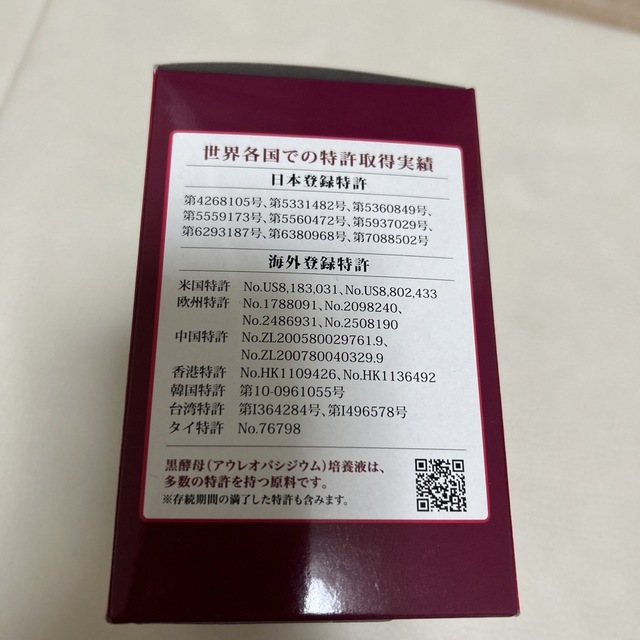 世界各国での特許取得実績
日本登録特許
第4268105号、第5331482号、第5360849号、
第5559173号、第5560472号、第5937029号、
第6293187号、第6380968号、第7088502号
海外登録特許
米国特許 No.US8,183,031、No.US8,802,433
欧州特許 No.1788091、No.2098240、
No.2486931、No.2508190
中国特許 No.ZL200580029761.9、
No.ZL200780040329.9
香港特許 No.HK1109426、No.HK1136492
韓国特許 第10-0961055号
台湾特許 第I364284号、第I496578号
タイ特許 No.76798
黒酵母（アウレオバシジウム）培養液は、
多数の特許を持つ原料です。
※存続期間の満了した特許も含みます。